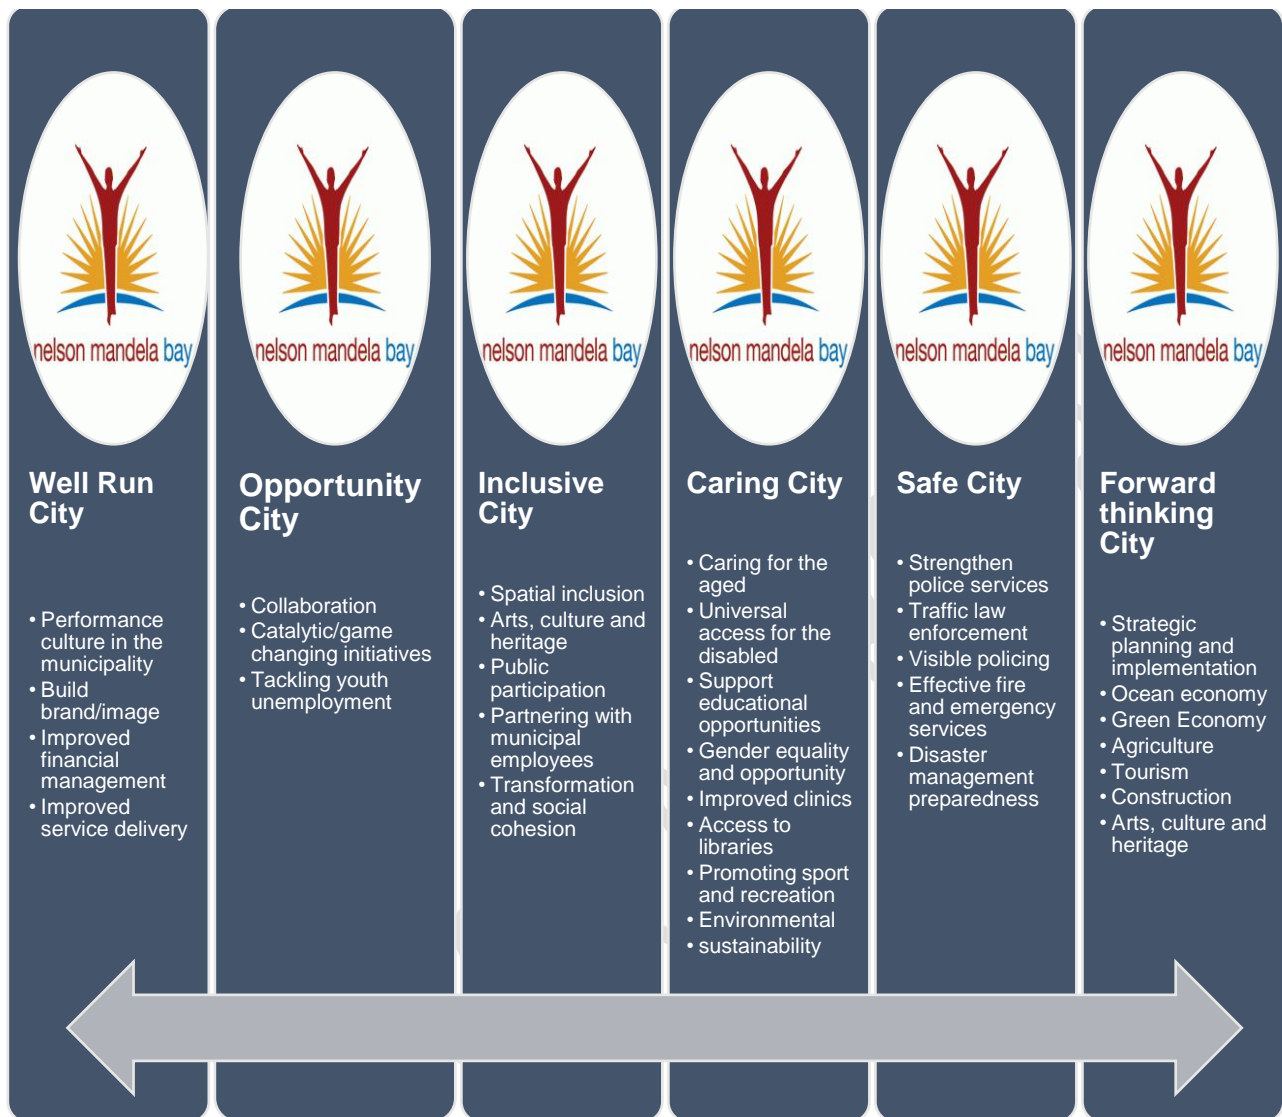 nelson mandela bay
Well Run
City
• Performance
culture in the
municipality
• Build
brand/image
• Improved
financial
management
• Improved
service delivery
nelson mandela bay
Opportunity
City
• Collaboration
• Catalytic/game
changing initiatives
• Tackling youth
unemployment
nelson mandela bay
Inclusive
City
• Spatial inclusion
• Arts, culture and
heritage
• Public
participation
• Partnering with
municipal
employees
• Transformation
and social
cohesion
nelson mandela bay
Caring City
• Caring for the
aged
• Universal
access for the
disabled
• Support
educational
opportunities
• Gender equality
and opportunity
• Improved clinics
• Access to
libraries
• Promoting sport
and recreation
• Environmental
• sustainability
nelson mandela bay
Safe City
• Strengthen
police services
• Traffic law
enforcement
• Visible policing
• Effective fire
and emergency
services
• Disaster
management
preparedness
nelson mandela bay
Forward
thinking
City
• Strategic
planning and
implementation
• Ocean economy
• Green Economy
• Agriculture
• Tourism
• Construction
• Arts, culture and
heritage